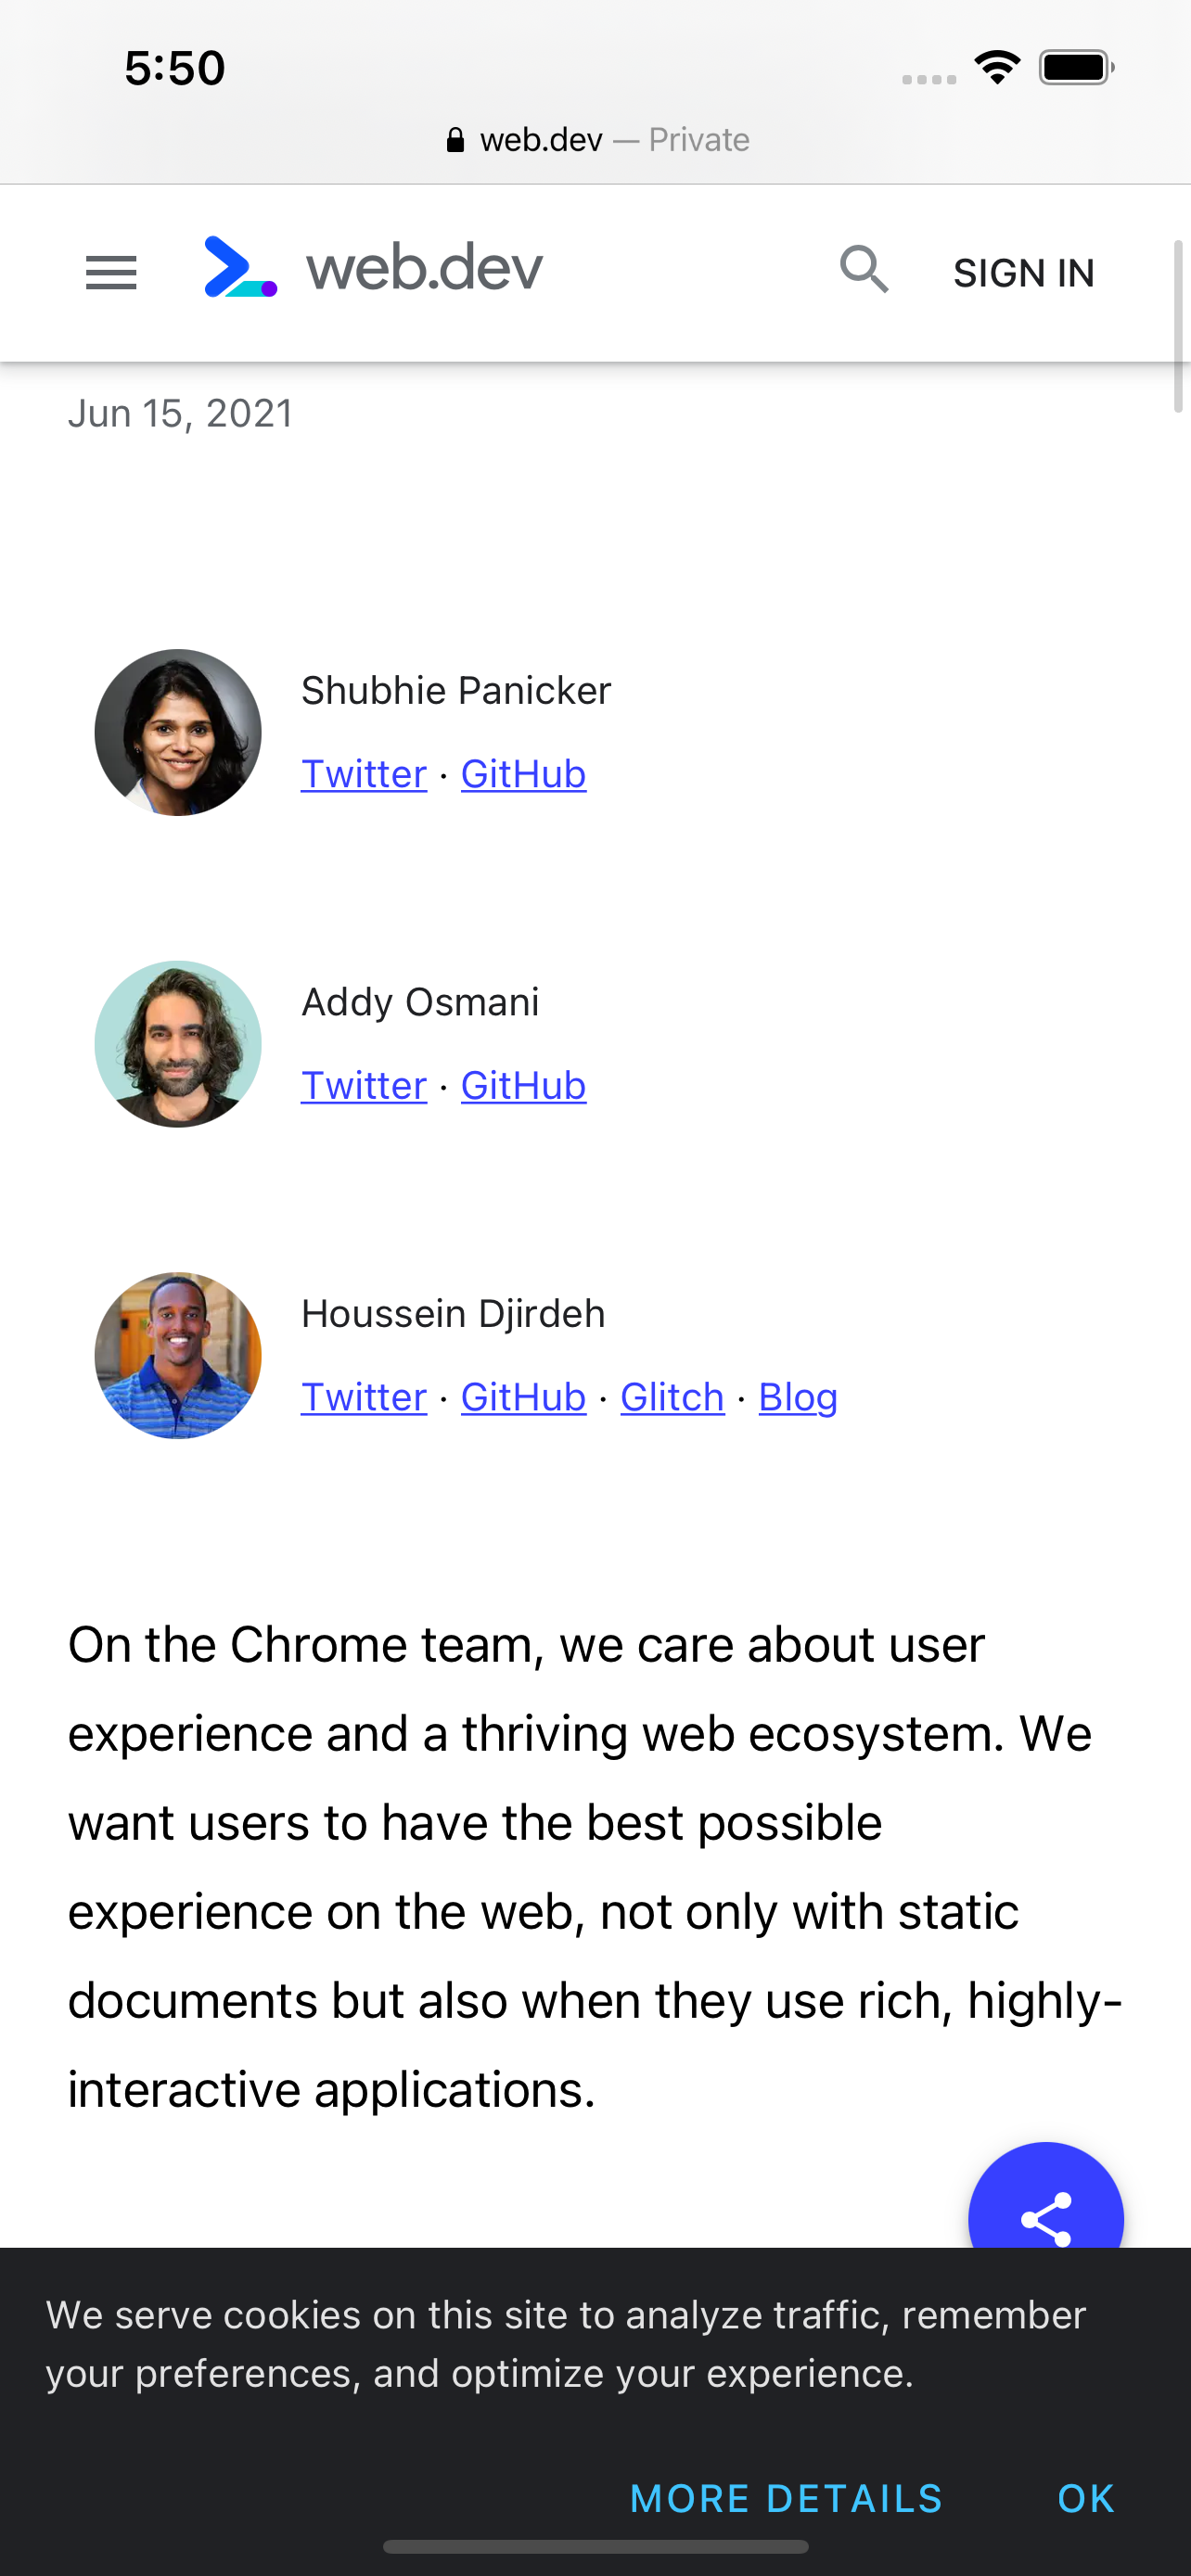 5:50
web.dev — Private
web.dev
SIGN IN
Jun 15, 2021
Shubhie Panicker
Twitter · GitHub
Addy Osmani
Twitter · GitHub
Houssein Djirdeh
Twitter · GitHub · Glitch · Blog
On the Chrome team, we care about user
experience and a thriving web ecosystem. We
want users to have the best possible
experience on the web, not only with static
documents but also when they use rich, highly-
interactive applications.
We serve cookies on this site to analyze traffic, remember
your preferences, and optimize your experience.
MORE DETAILS OK